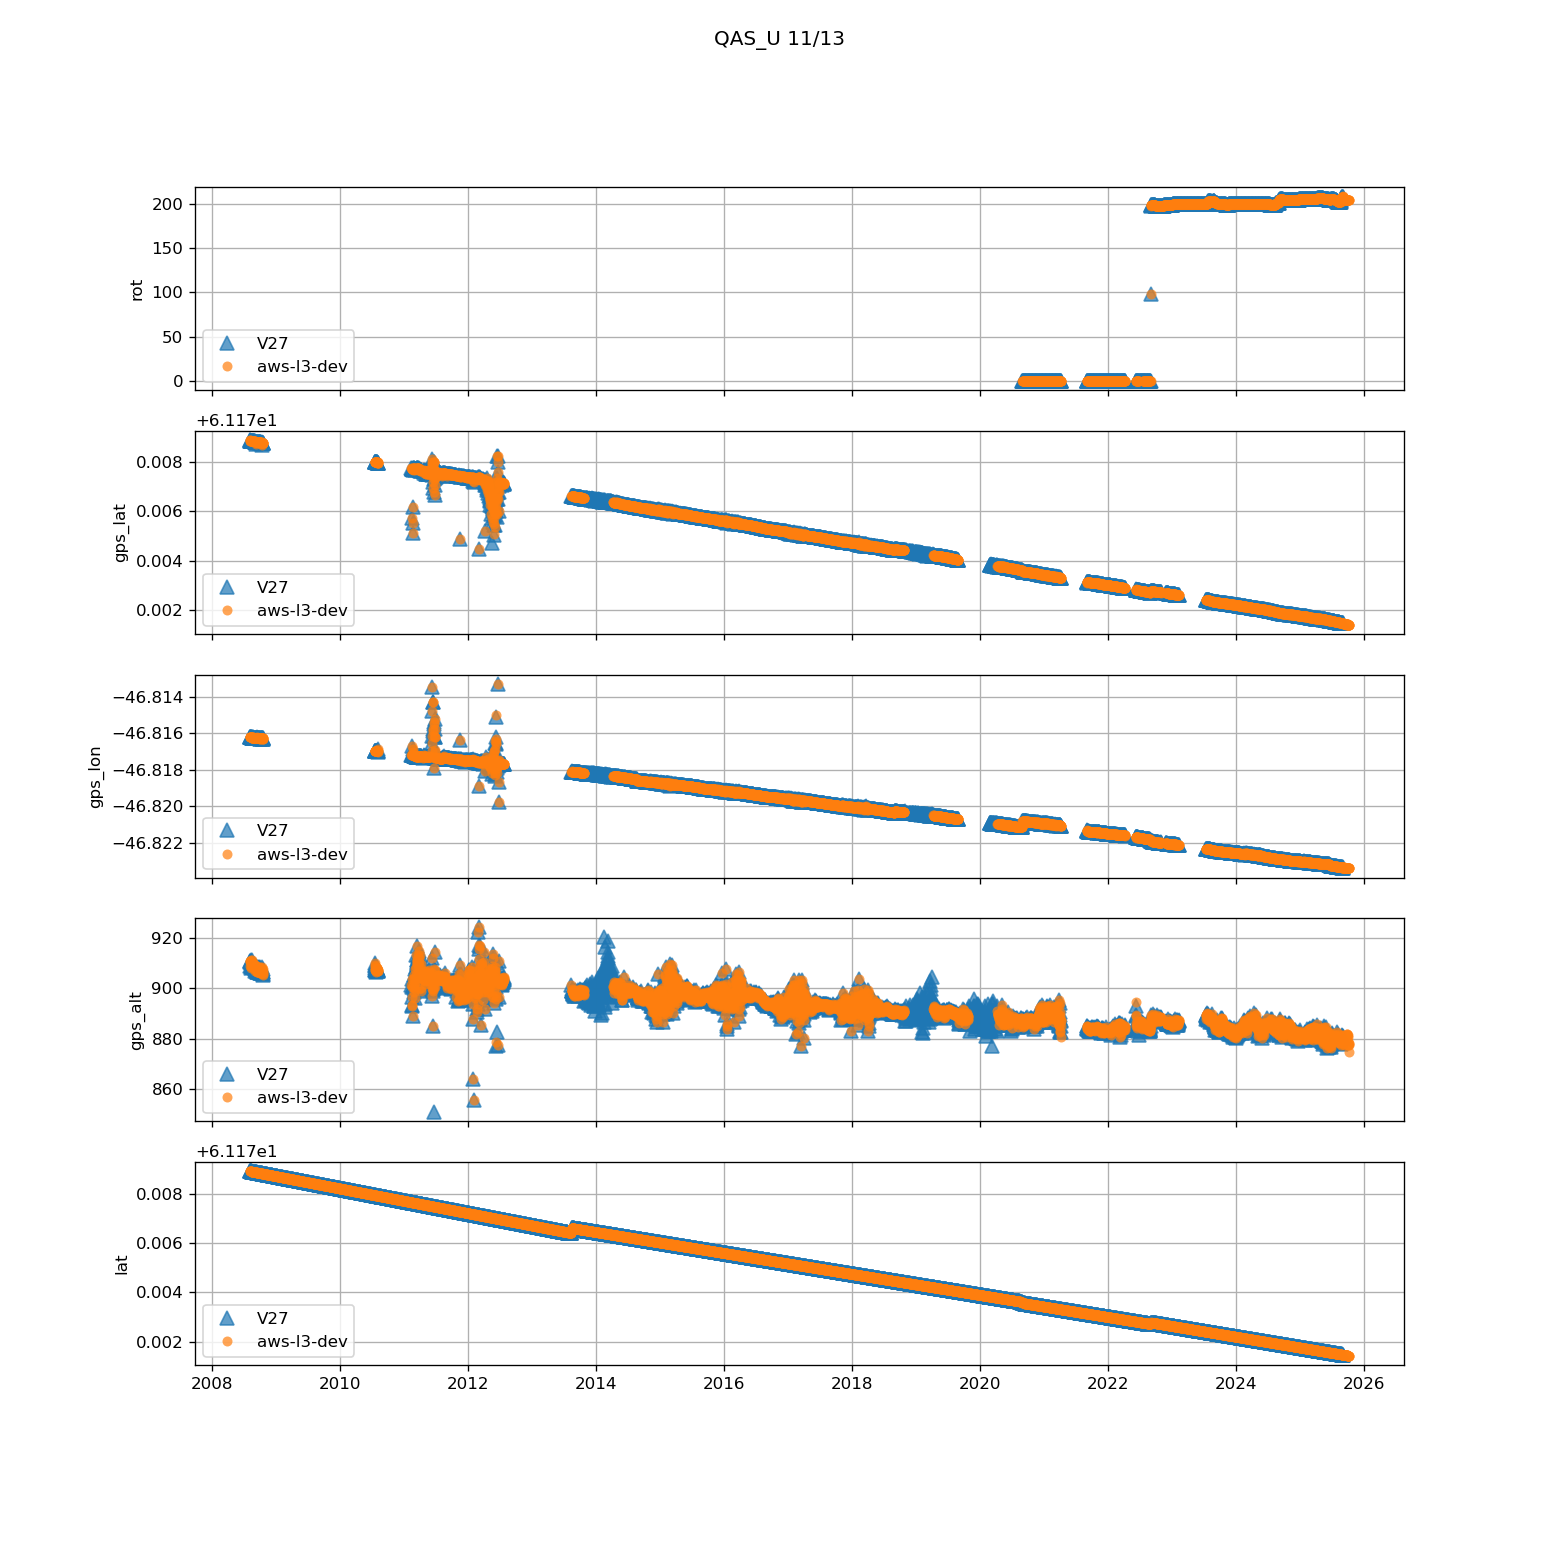 QAS_U 11/13
200
150
100
50
0
rot
V27
aws-l3-dev
+6.117e1
0.008
0.006
0.004
0.002
gps_lat
V27
aws-l3-dev
−46.814
−46.816
−46.818
−46.820
−46.822
gps_lon
V27
aws-l3-dev
920
900
880
860
gps_alt
V27
aws-l3-dev
+6.117e1
0.008
0.006
0.004
0.002
lat
V27
aws-l3-dev
2008 2010 2012 2014 2016 2018 2020 2022 2024 2026